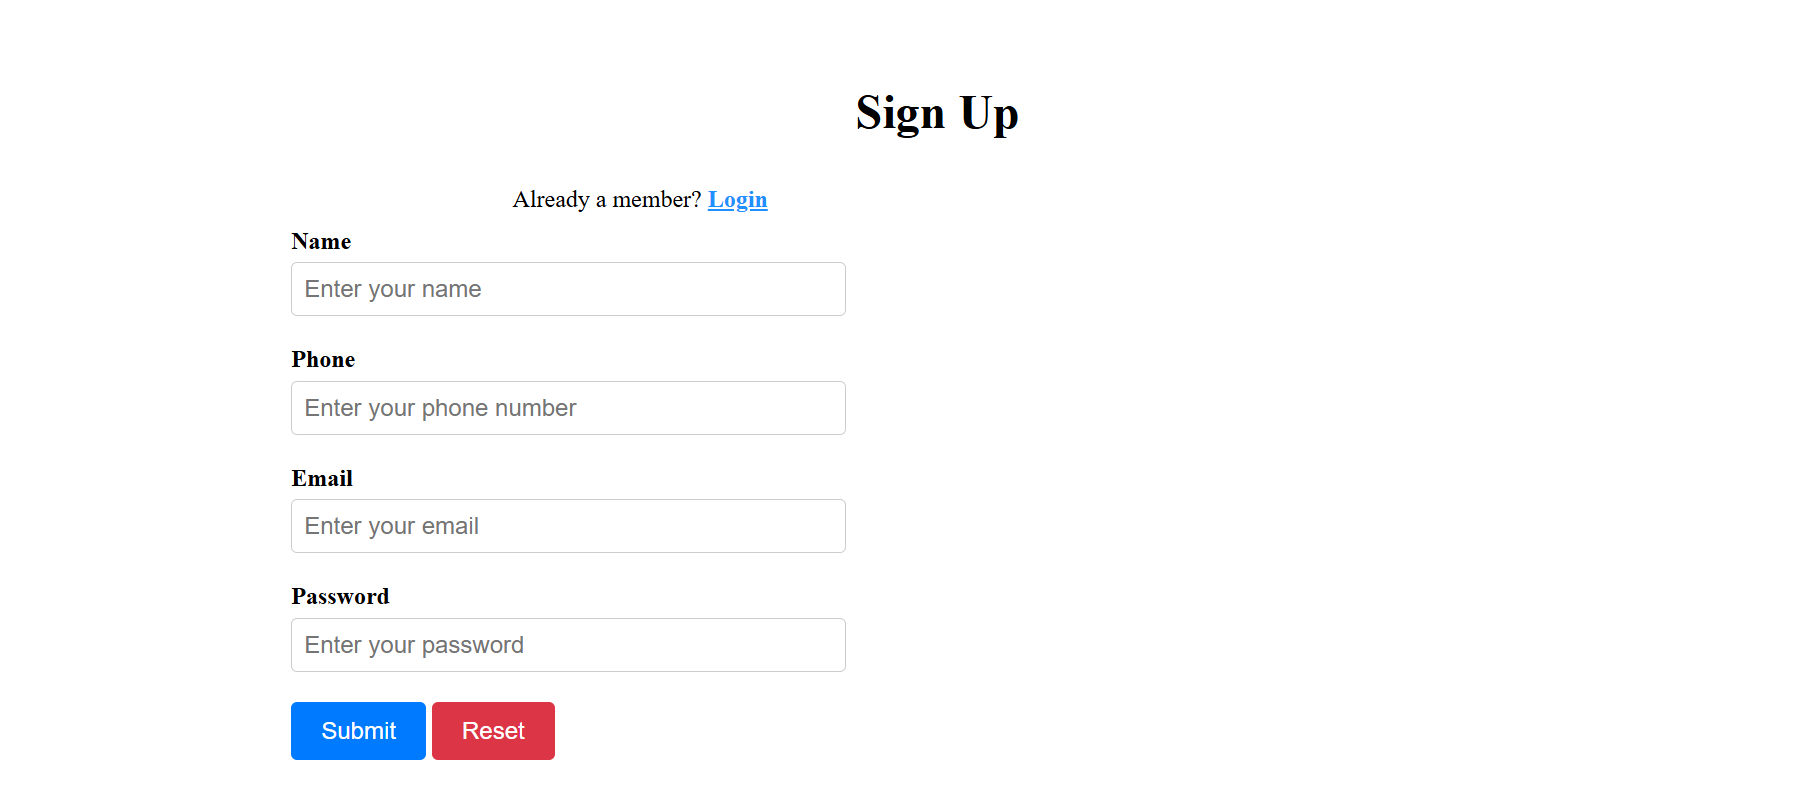 Sign Up
Already a member? Login
Name
Enter your name
Phone
Enter your phone number
Email
Enter your email
Password
Enter your password
Submit Reset